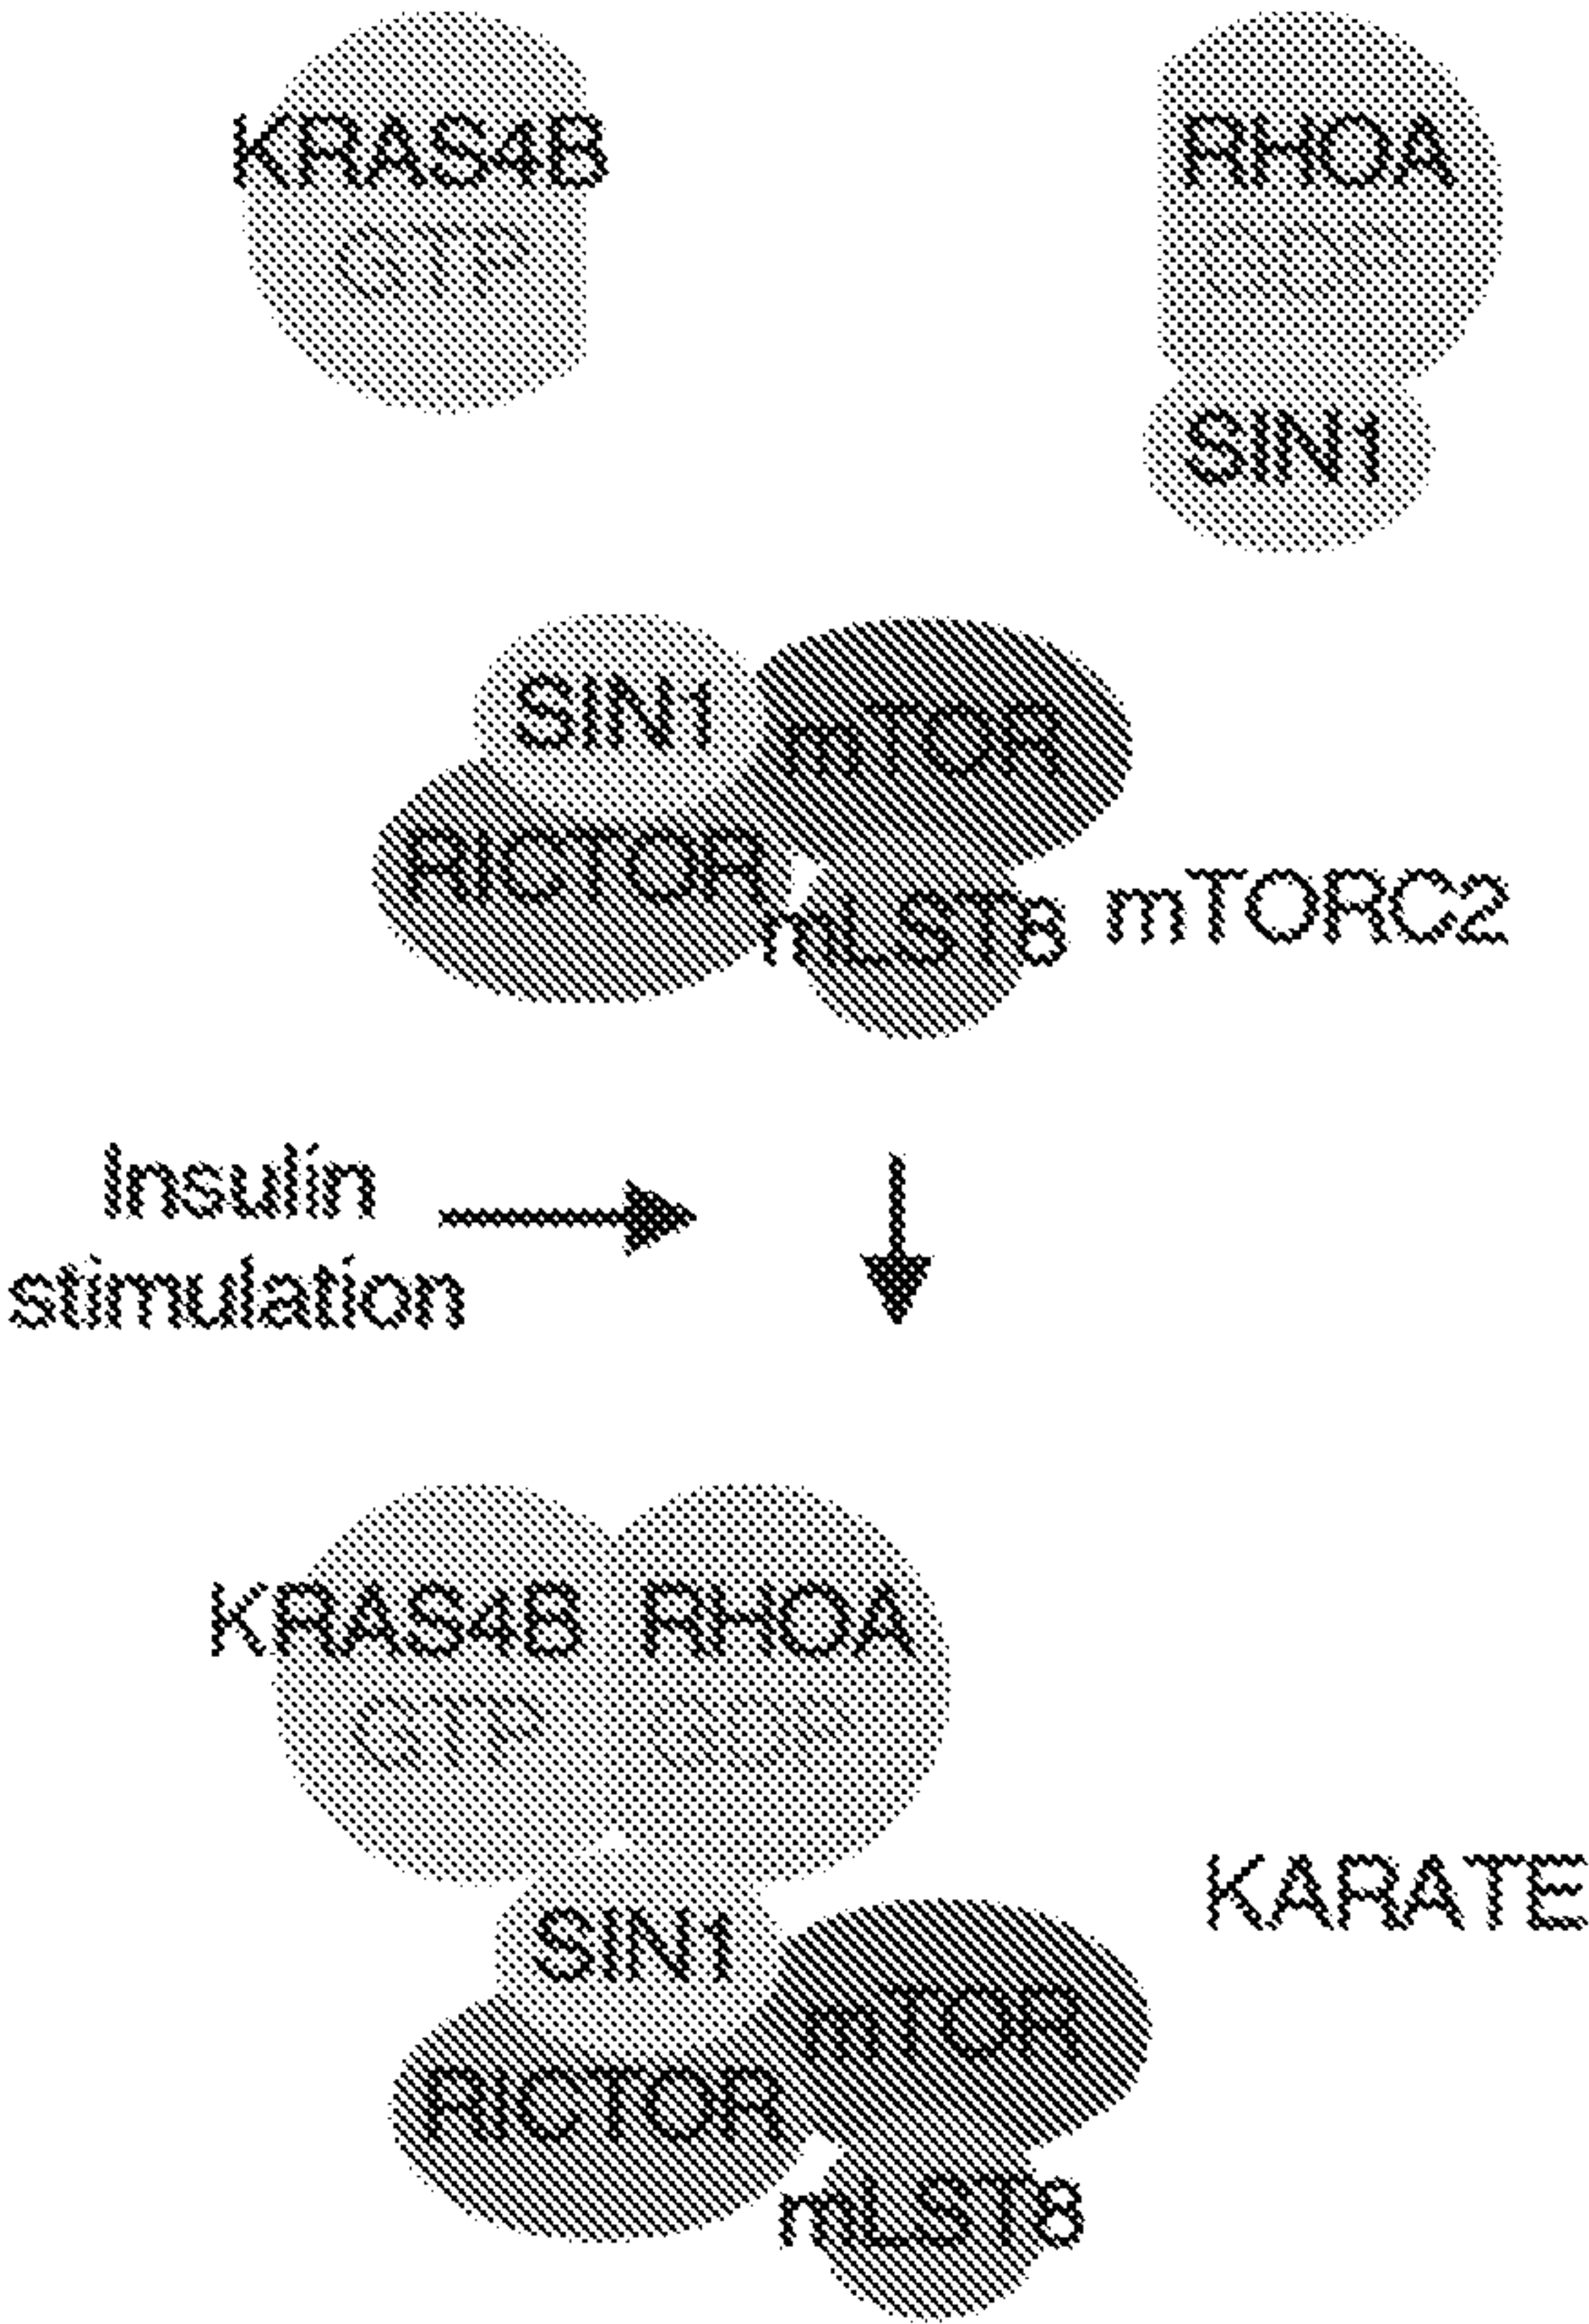 KRAS4B
GTP
RHOA
SIN1
SIN1
mTOR
RICTOR
mLST8
mTORC2
Insulin
stimulation
KRAS4B
RHOA
GTP
SIN1
KARATE
mTOR
RICTOR
mLST8